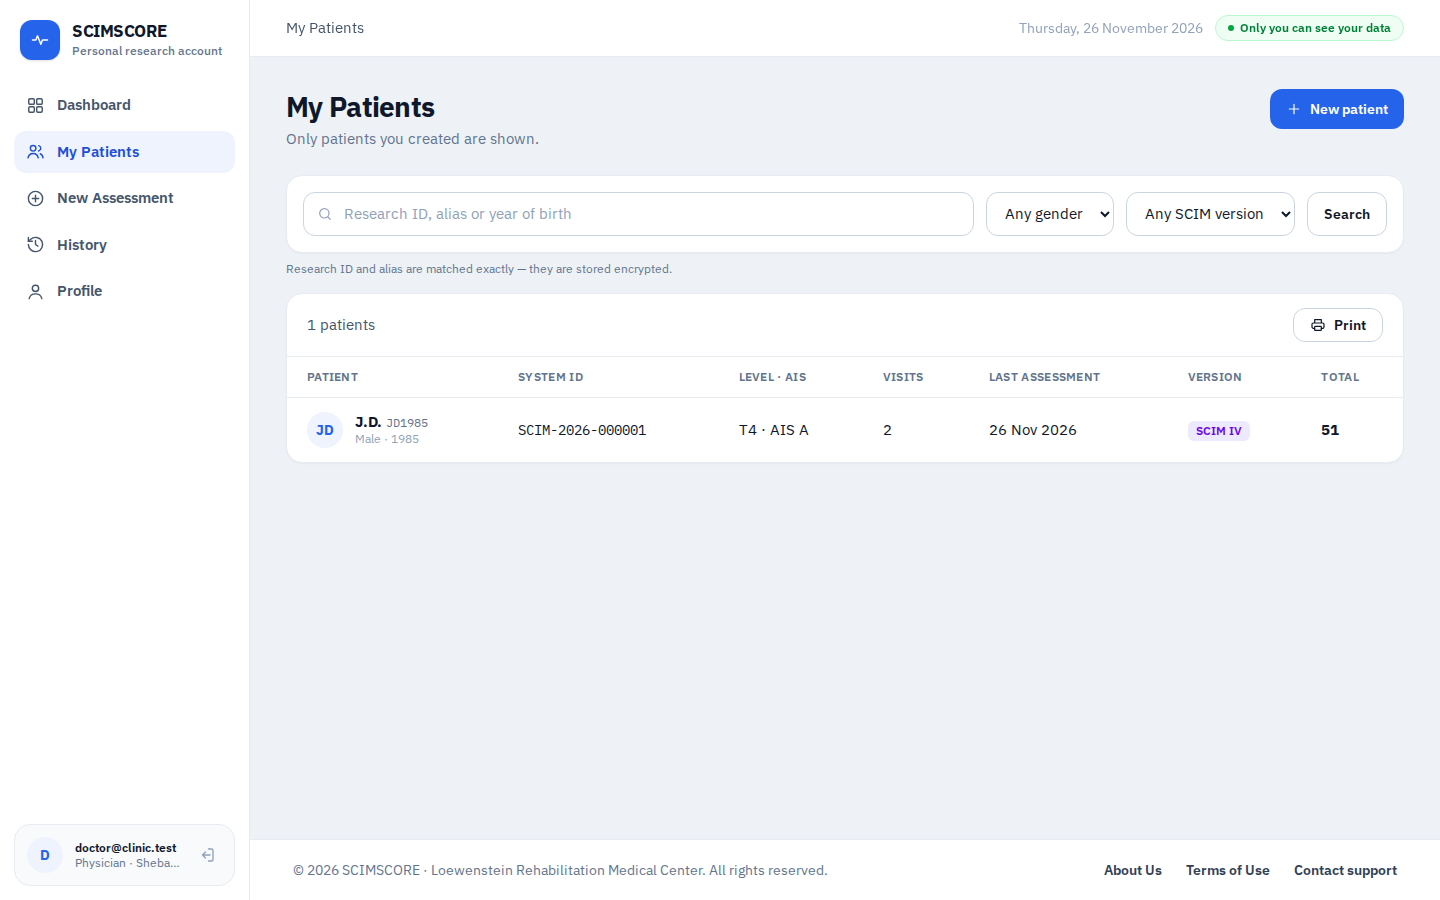 SCIMSCORE
Personal research account
Dashboard
My Patients
New Assessment
History
Profile
doctor@clinic.test
D
Physician · Sheba...
My Patients
Thursday, 26 November 2026
Only you can see your data
My Patients
Only patients you created are shown.
New patient
Research ID, alias or year of birth
Any gender
Any SCIM version
Search
Research ID and alias are matched exactly — they are stored encrypted.
1 patients
Print
PATIENT SYSTEM ID LEVEL · AIS VISITS LAST ASSESSMENT VERSION TOTAL
JD J.D. JD1985 SCIM-2026-000001 T4 · AIS A 2 26 Nov 2026 SCIM IV 51
Male · 1985
© 2026 SCIMSCORE · Loewenstein Rehabilitation Medical Center. All rights reserved.
About Us Terms of Use Contact support